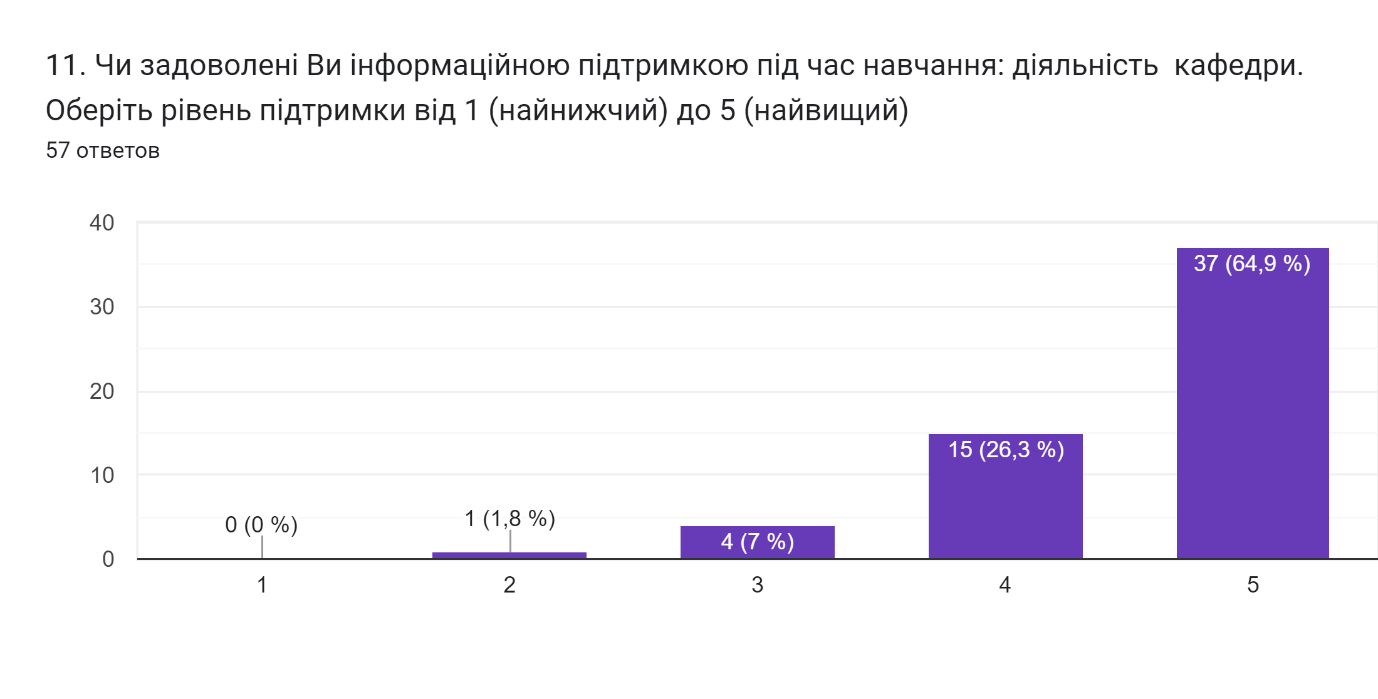 11. Чи задоволені Ви інформаційною підтримкою під час навчання: діяльність  кафедри.
Оберіть рівень підтримки від 1 (найнижчий) до 5 (найвищий)
57 ответов
40
30
20
10
0
0 (0 %)
1 (1,8 %)
4 (7 %)
15 (26,3 %)
37 (64,9 %)
1
2
3
4
5